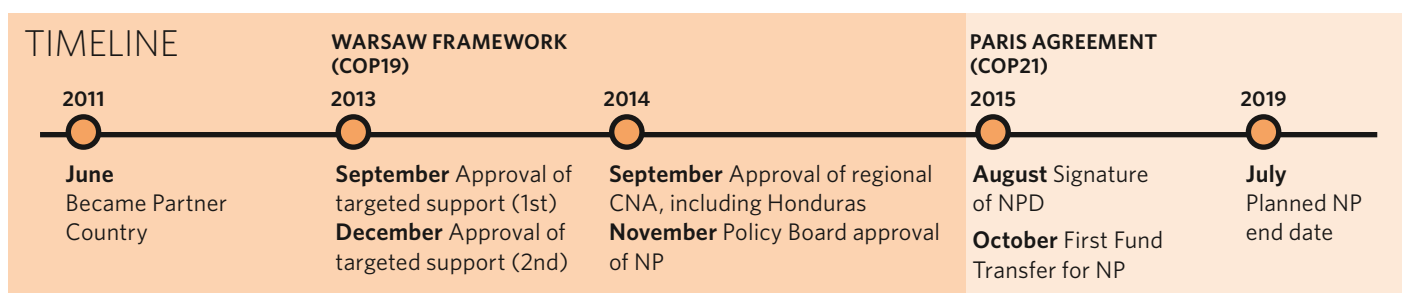 TIMELINE
WARSAW FRAMEWORK
(COP19)
PARIS AGREEMENT
(COP21)
2011
2013
2014
2015
2019
June
Became Partner
Country
September Approval of
targeted support (1st)
December Approval of
targeted support (2nd)
September Approval of regional
CNA, including Honduras
November Policy Board approval
of NP
August Signature
of NPD
October First Fund
Transfer for NP
July
Planned NP
end date